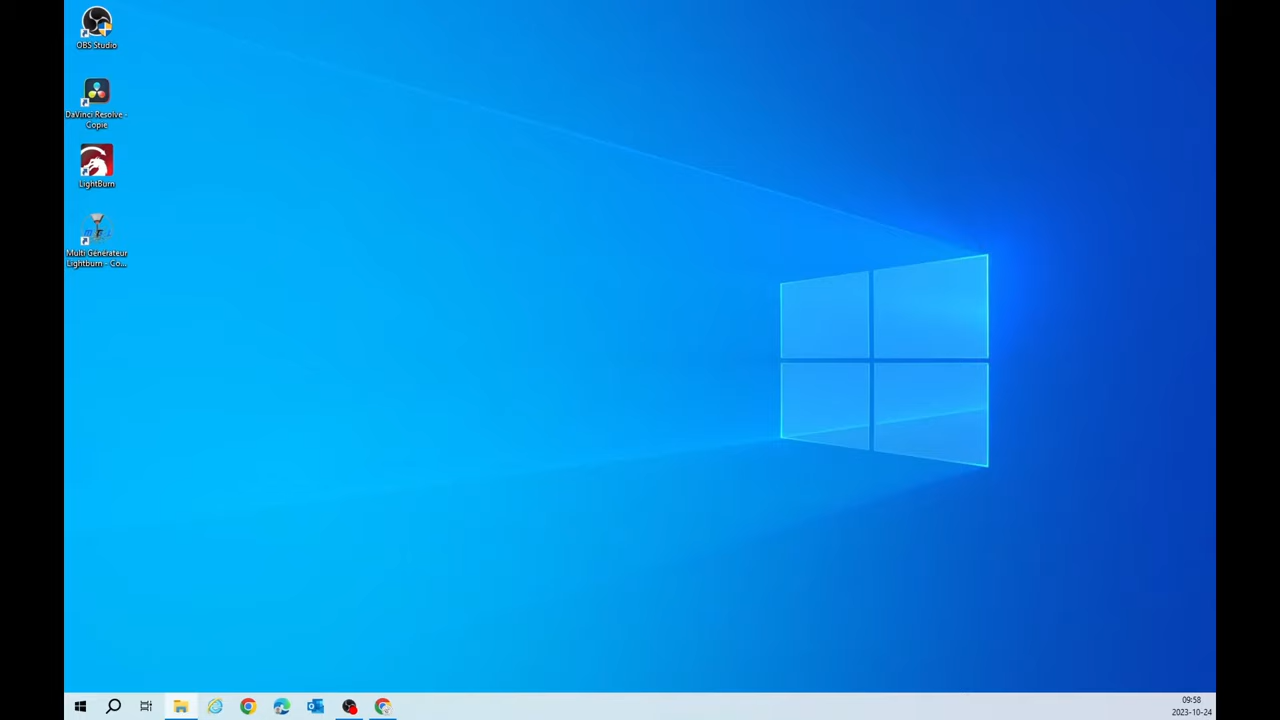 OBS Studio
DaVinci Resolve -
Copie
LightBurn
Multi Générateur
Lightburn - Co...
09:58
2023-10-24